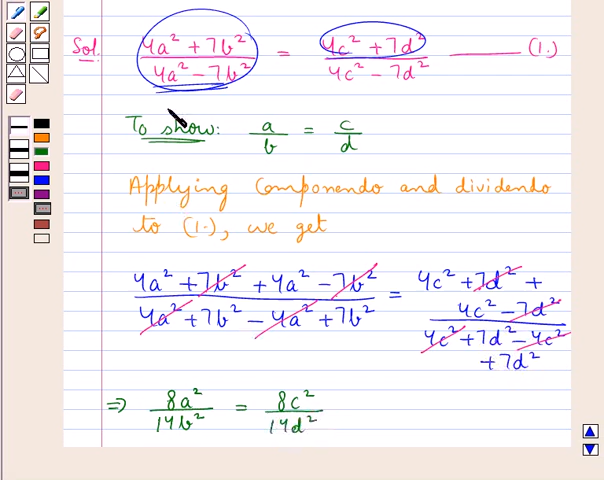 Sol. (4a² + 7b²)/(4a² − 7b²) = (4c² + 7d²)/(4c² − 7d²) ——— (1.)
To show: a/b = c/d
Applying Componendo and dividendo
to (1.), we get
(4a² + 7b² + 4a² − 7b²)/(4a² + 7b² − 4a² + 7b²) = (4c² + 7d² + 4c² − 7d²)/(4c² + 7d² − 4c² + 7d²)
⇒ 8a²/14b² = 8c²/14d²